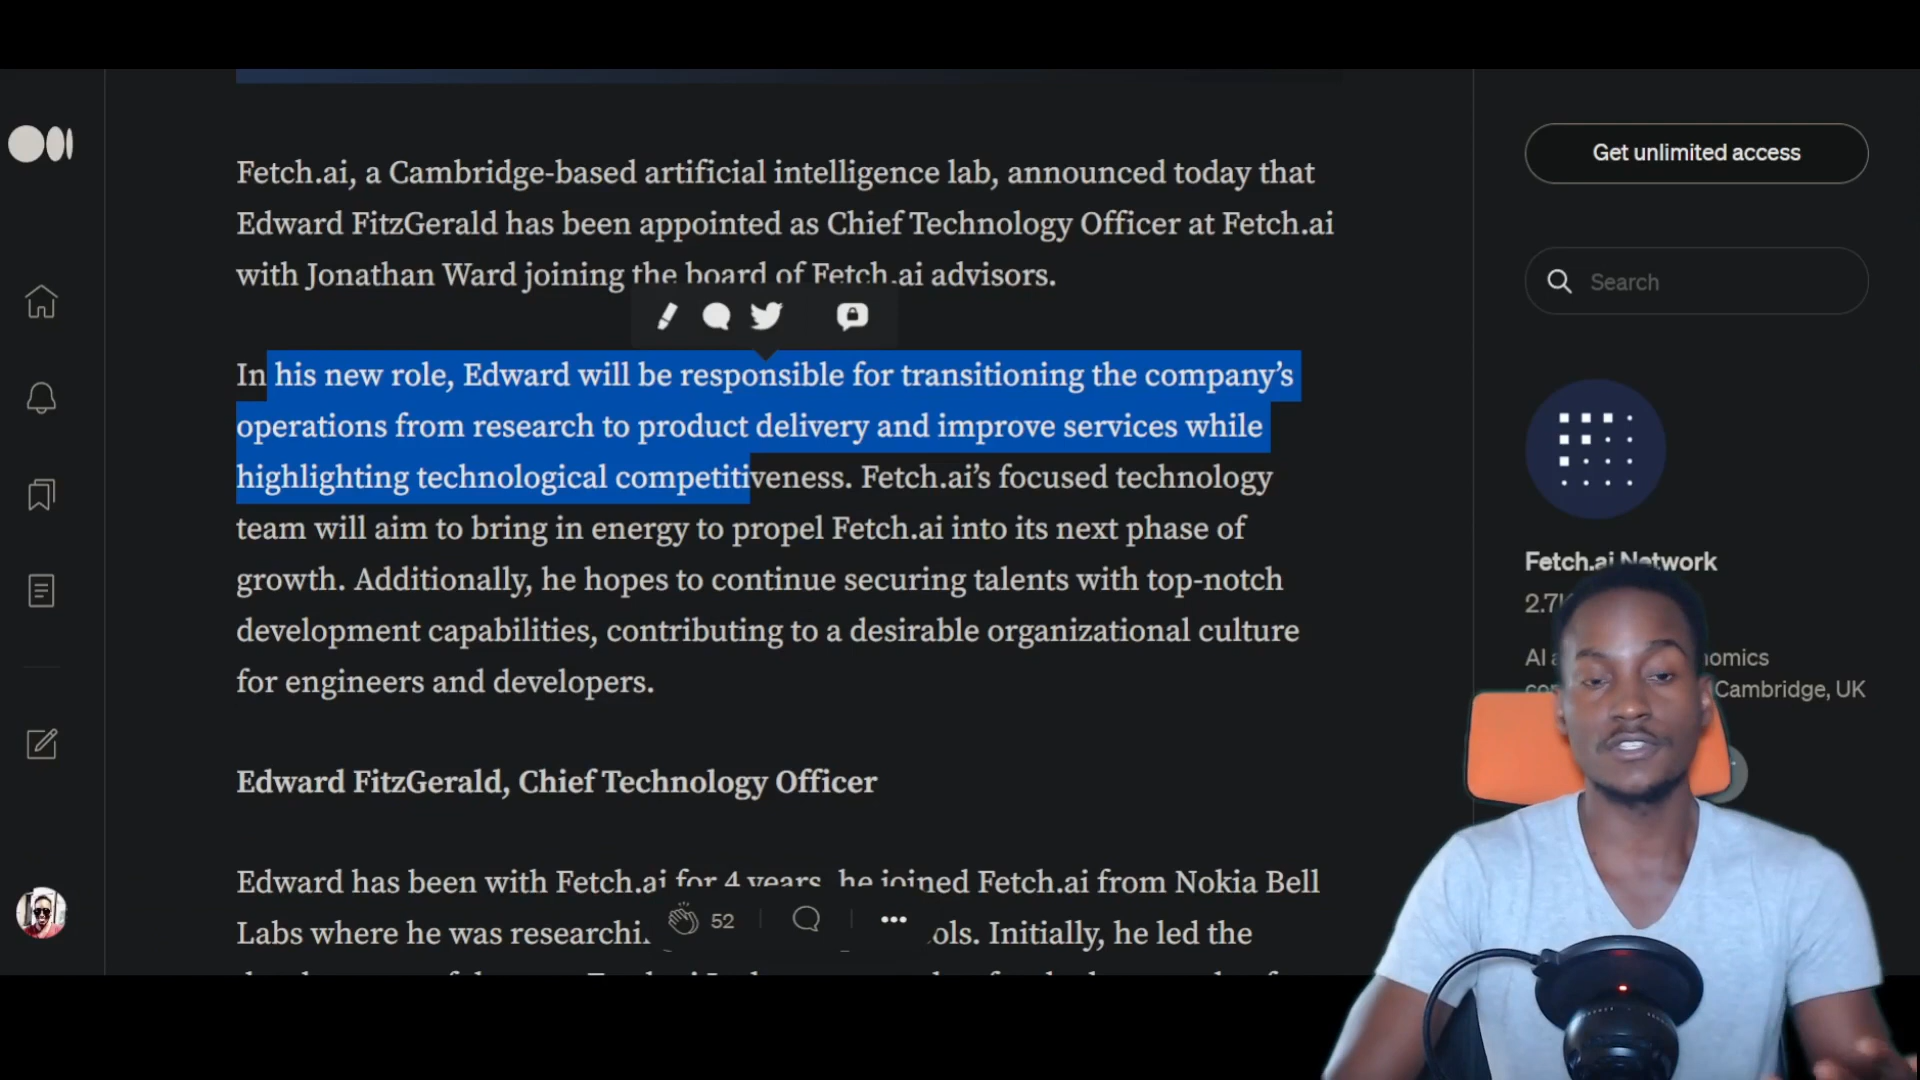 Get unlimited access
Search
Fetch.ai, a Cambridge-based artificial intelligence lab, announced today that
Edward FitzGerald has been appointed as Chief Technology Officer at Fetch.ai
with Jonathan Ward joining the board of Fetch.ai advisors.
In his new role, Edward will be responsible for transitioning the company’s
operations from research to product delivery and improve services while
highlighting technological competitiveness. Fetch.ai’s focused technology
team will aim to bring in energy to propel Fetch.ai into its next phase of
growth. Additionally, he hopes to continue securing talents with top-notch
development capabilities, contributing to a desirable organizational culture
for engineers and developers.
Edward FitzGerald, Chief Technology Officer
Edward has been with Fetch.ai for 4 years, he joined Fetch.ai from Nokia Bell
Labs where he was Initially, he led the
52
Fetch.ai Network
AI
Cambridge, UK